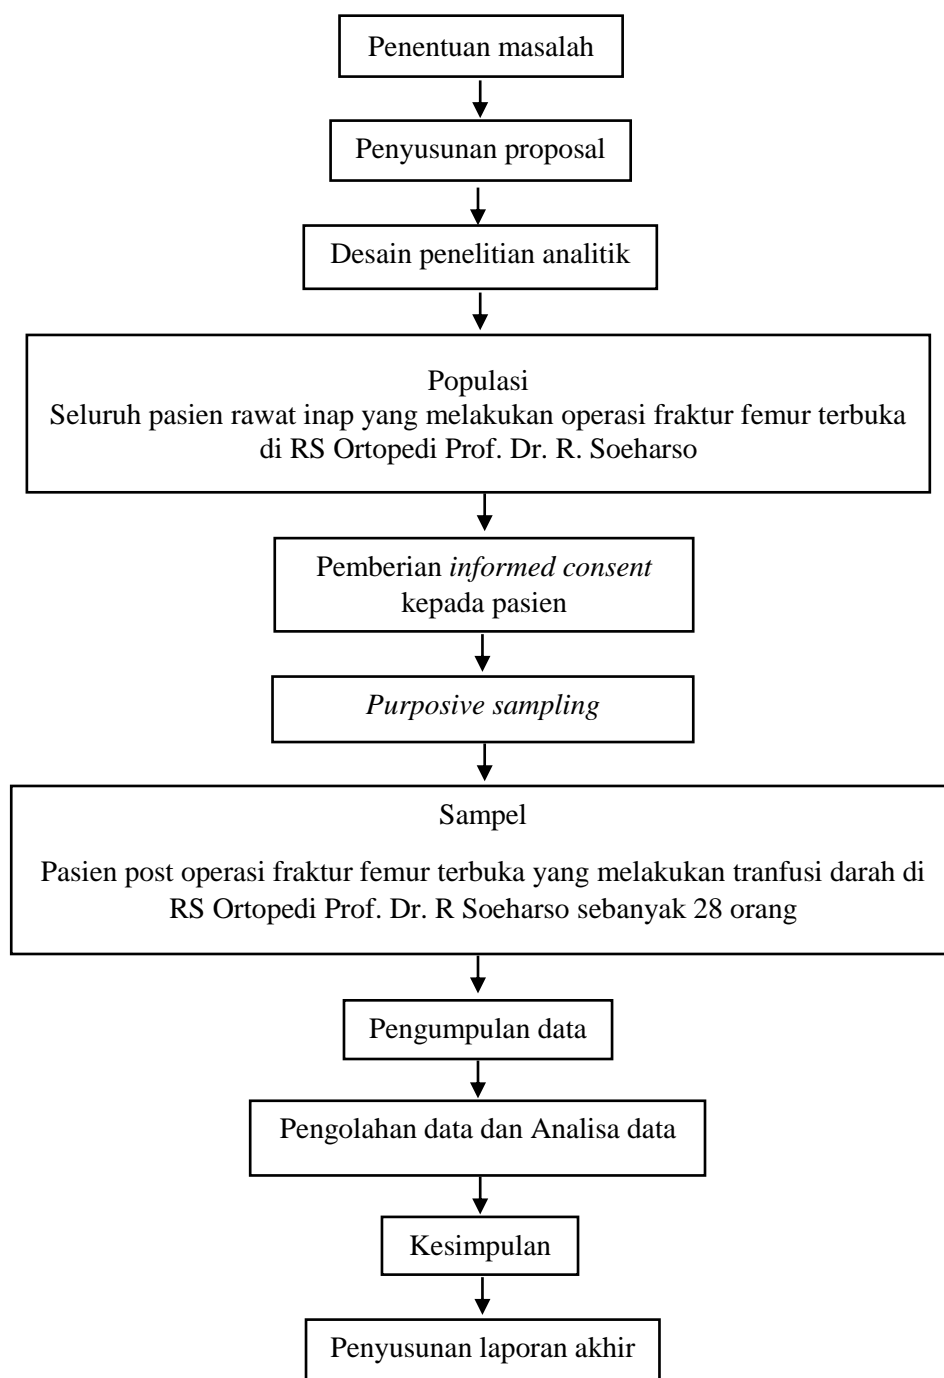 Penentuan masalah
Penyusunan proposal
Desain penelitian analitik
Populasi
Seluruh pasien rawat inap yang melakukan operasi fraktur femur terbuka
di RS Ortopedi Prof. Dr. R. Soeharso
Pemberian informed consent
kepada pasien
Purposive sampling
Sampel
Pasien post operasi fraktur femur terbuka yang melakukan tranfusi darah di
RS Ortopedi Prof. Dr. R Soeharso sebanyak 28 orang
Pengumpulan data
Pengolahan data dan Analisa data
Kesimpulan
Penyusunan laporan akhir